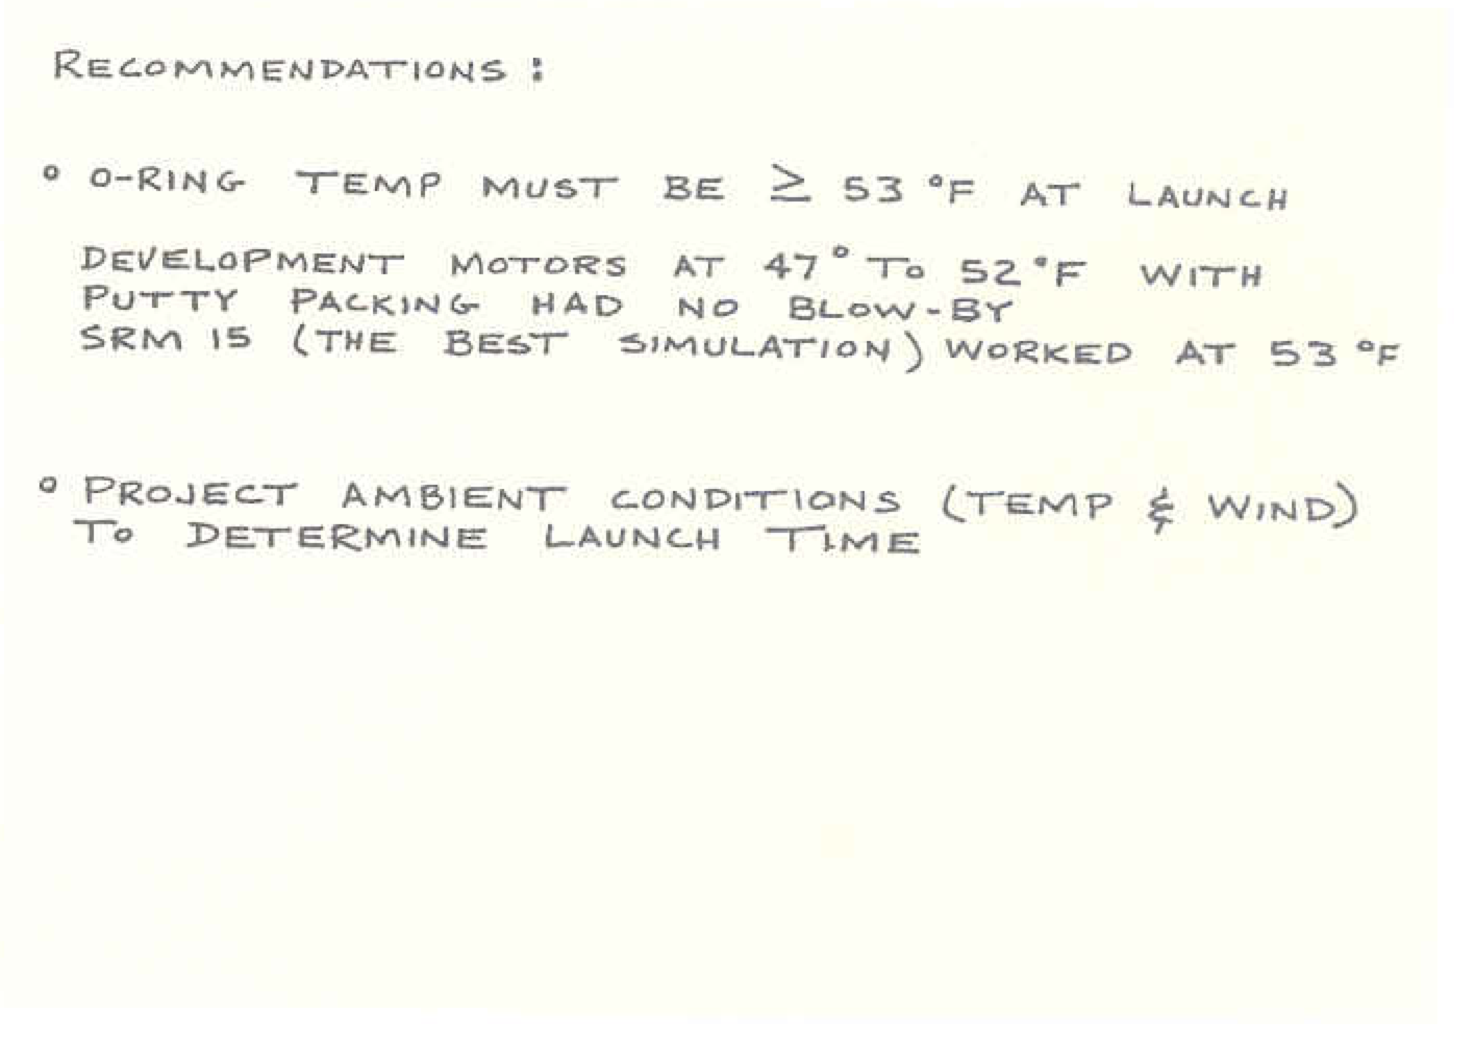 RECOMMENDATIONS:
° O-RING TEMP MUST BE ≥ 53 °F AT LAUNCH
DEVELOPMENT MOTORS AT 47° TO 52°F WITH
PUTTY PACKING HAD NO BLOW-BY
SRM 15 (THE BEST SIMULATION) WORKED AT 53 °F
° PROJECT AMBIENT CONDITIONS (TEMP & WIND)
TO DETERMINE LAUNCH TIME